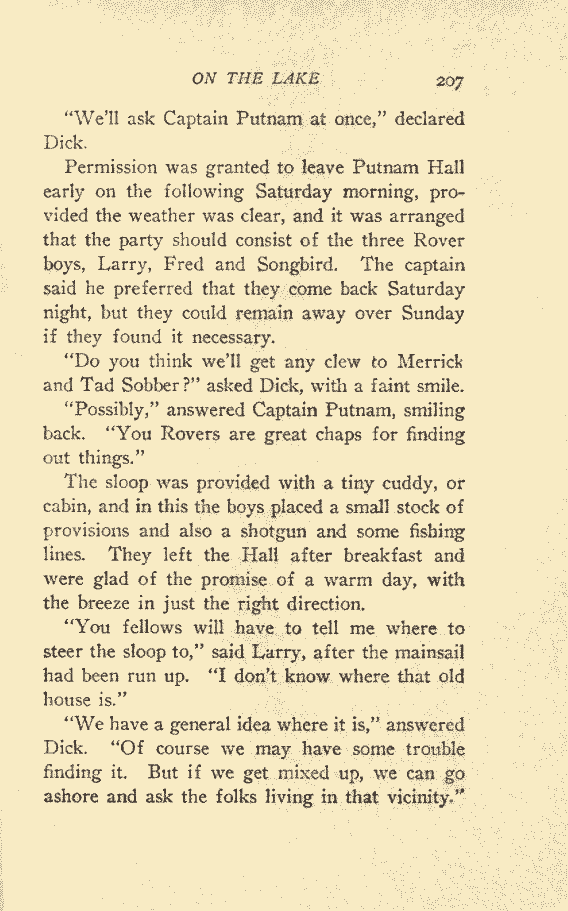 ON THE LAKE 207
"We'll ask Captain Putnam at once," declared
Dick.
Permission was granted to leave Putnam Hall
early on the following Saturday morning, pro-
vided the weather was clear, and it was arranged
that the party should consist of the three Rover
boys, Larry, Fred and Songbird. The captain
said he preferred that they come back Saturday
night, but they could remain away over Sunday
if they found it necessary.
"Do you think we'll get any clew to Merrick
and Tad Sobber?" asked Dick, with a faint smile.
"Possibly," answered Captain Putnam, smiling
back. "You Rovers are great chaps for finding
out things."
The sloop was provided with a tiny cuddy, or
cabin, and in this the boys placed a small stock of
provisions and also a shotgun and some fishing
lines. They left the Hall after breakfast and
were glad of the promise of a warm day, with
the breeze in just the right direction.
"You fellows will have to tell me where to
steer the sloop to," said Larry, after the mainsail
had been run up. "I don't know where that old
house is."
"We have a general idea where it is," answered
Dick. "Of course we may have some trouble
finding it. But if we get mixed up, we can go
ashore and ask the folks living in that vicinity."